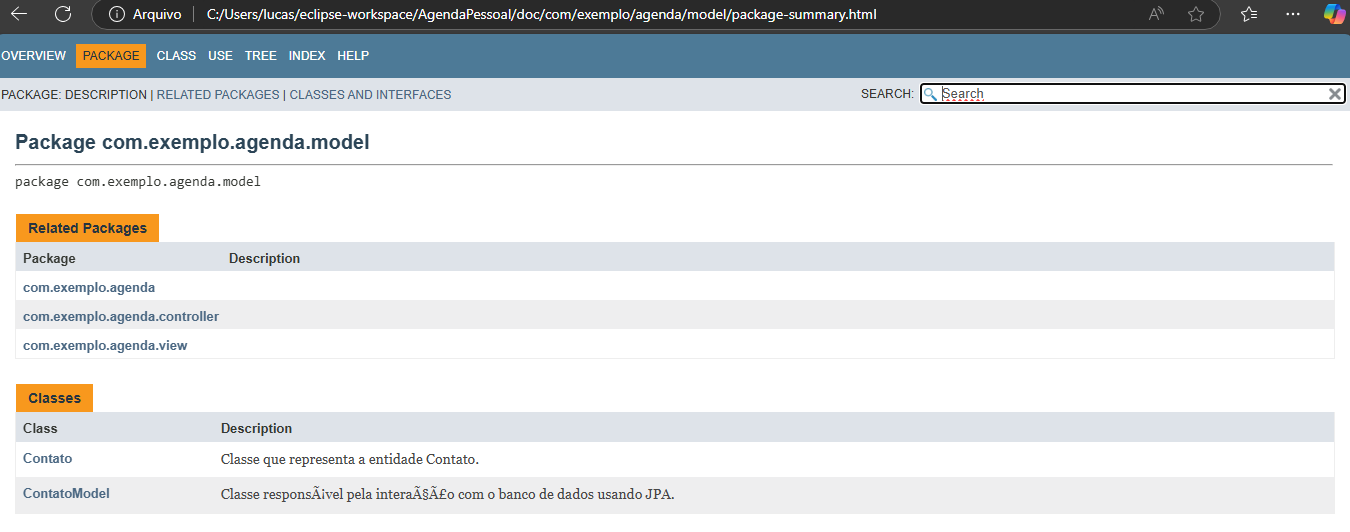 Arquivo C:/Users/lucas/eclipse-workspace/AgendaPessoal/doc/com/exemplo/agenda/model/package-summary.html
OVERVIEW PACKAGE CLASS USE TREE INDEX HELP
PACKAGE: DESCRIPTION | RELATED PACKAGES | CLASSES AND INTERFACES SEARCH: Search
Package com.exemplo.agenda.model
package com.exemplo.agenda.model
Related Packages
Package Description
com.exemplo.agenda
com.exemplo.agenda.controller
com.exemplo.agenda.view
Classes
Class Description
Contato Classe que representa a entidade Contato.
ContatoModel Classe responsÃ¡vel pela interaÃ§Ã£o com o banco de dados usando JPA.